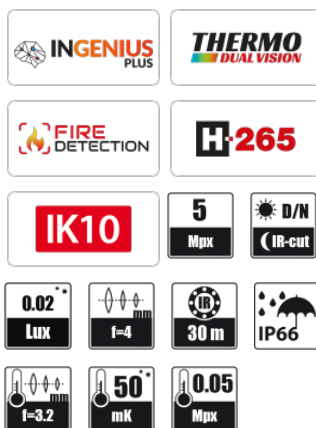 INGENIUS
PLUS
THERMO
DUAL VISION
FIRE
DETECTION
H·265
IK10
5
Mpx
D/N
IR-cut
0.02**
Lux
mm
f=4
IR
30 m
IP66
mm
f=3.2
50**
mK
0.05
Mpx